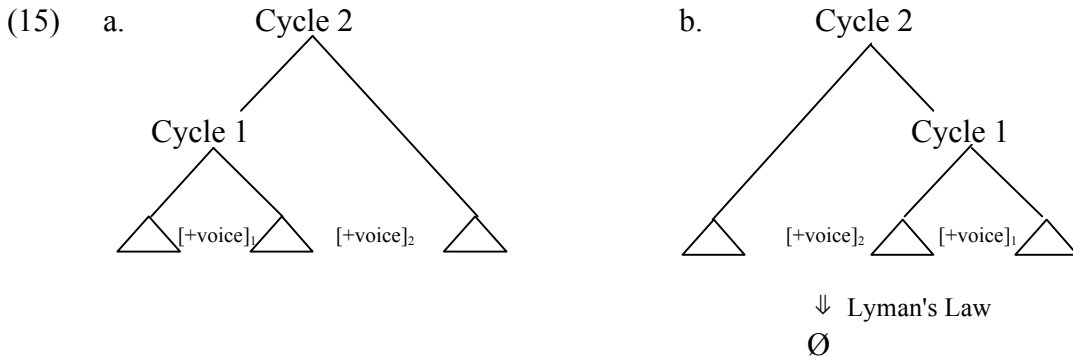 (15) a. Cycle 2 b. Cycle 2
Cycle 1 Cycle 1
[+voice]₁ [+voice]₂ [+voice]₂ [+voice]₁
⇓ Lyman's Law
Ø